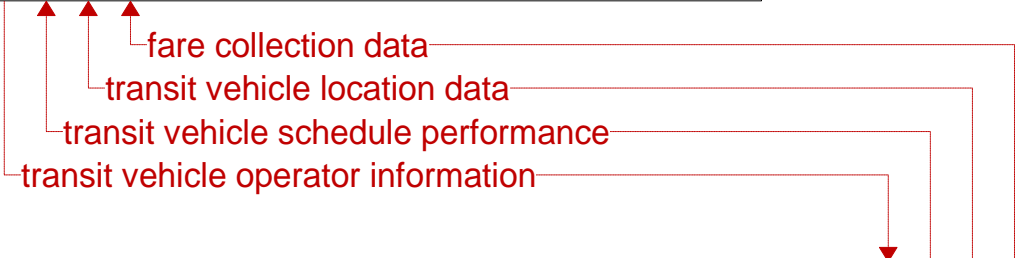 fare collection data
transit vehicle location data
transit vehicle schedule performance
transit vehicle operator information